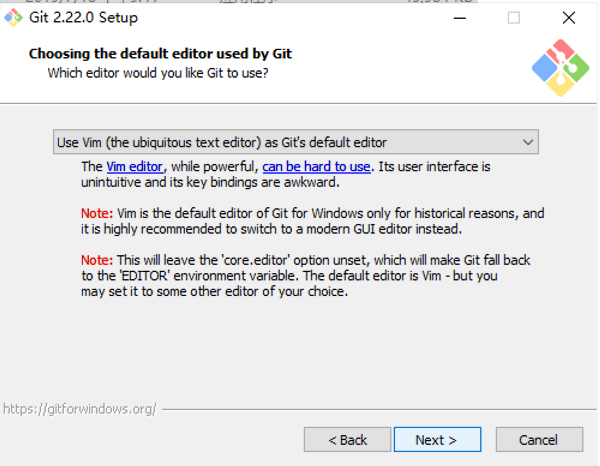 Git 2.22.0 Setup
Choosing the default editor used by Git
Which editor would you like Git to use?
Use Vim (the ubiquitous text editor) as Git's default editor
The Vim editor, while powerful, can be hard to use. Its user interface is
unintuitive and its key bindings are awkward.
Note: Vim is the default editor of Git for Windows only for historical reasons, and
it is highly recommended to switch to a modern GUI editor instead.
Note: This will leave the 'core.editor' option unset, which will make Git fall back
to the 'EDITOR' environment variable. The default editor is Vim - but you
may set it to some other editor of your choice.
https://gitforwindows.org/
< Back Next > Cancel